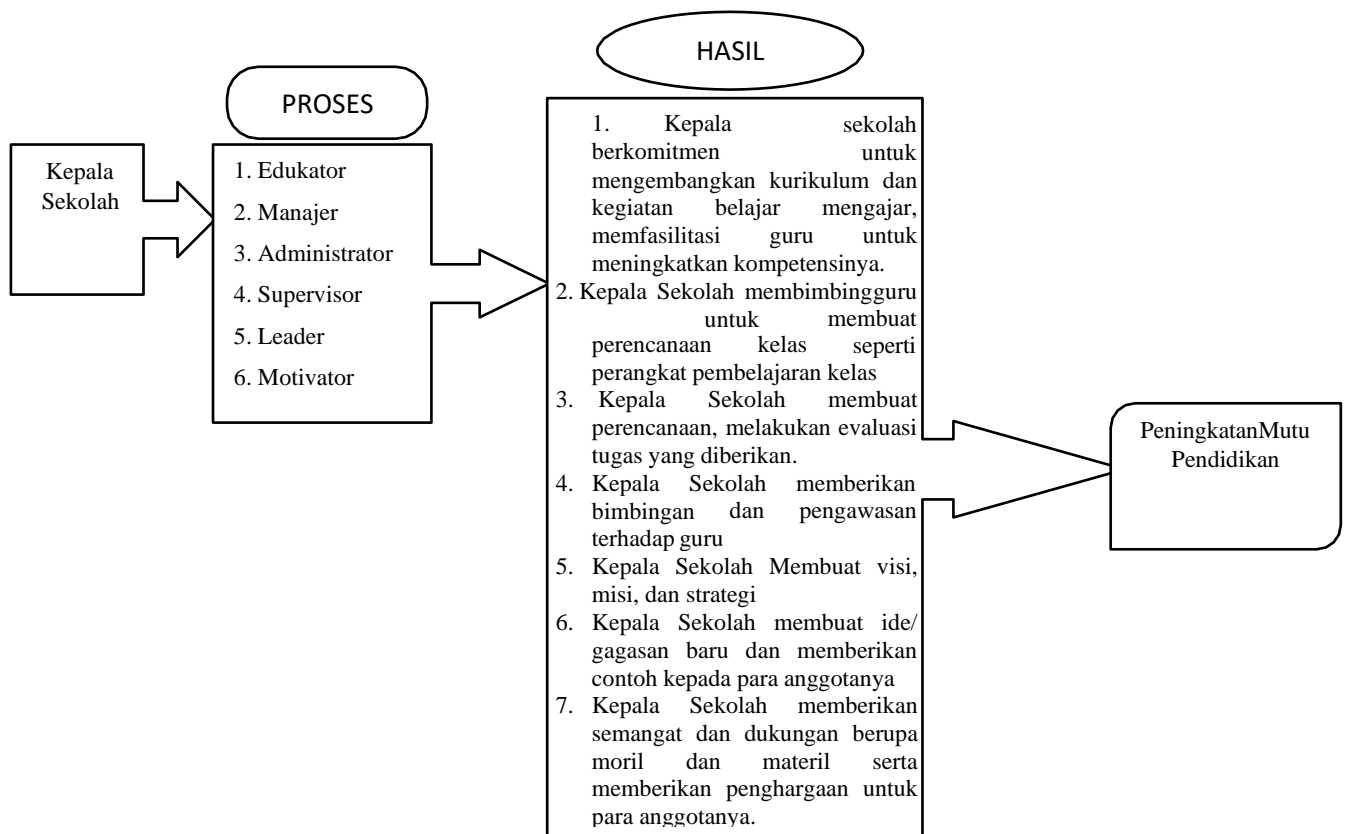 HASIL
PROSES
Kepala
Sekolah
1. Edukator
2. Manajer
3. Administrator
4. Supervisor
5. Leader
6. Motivator
1. Kepala sekolah
berkomitmen untuk
mengembangkan kurikulum dan
kegiatan belajar mengajar,
memfasilitasi guru untuk
meningkatkan kompetensinya.
2. Kepala Sekolah membimbingguru
untuk membuat
perencanaan kelas seperti
perangkat pembelajaran kelas
3. Kepala Sekolah membuat
perencanaan, melakukan evaluasi
tugas yang diberikan.
4. Kepala Sekolah memberikan
bimbingan dan pengawasan
terhadap guru
5. Kepala Sekolah Membuat visi,
misi, dan strategi
6. Kepala Sekolah membuat ide/
gagasan baru dan memberikan
contoh kepada para anggotanya
7. Kepala Sekolah memberikan
semangat dan dukungan berupa
moril dan materil serta
memberikan penghargaan untuk
para anggotanya.
PeningkatanMutu
Pendidikan